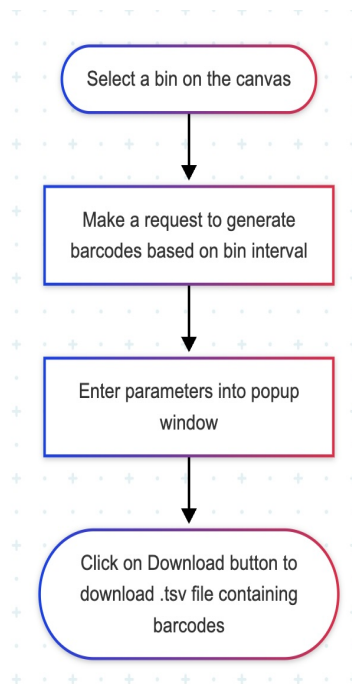 Select a bin on the canvas
Make a request to generate
barcodes based on bin interval
Enter parameters into popup
window
Click on Download button to
download .tsv file containing
barcodes